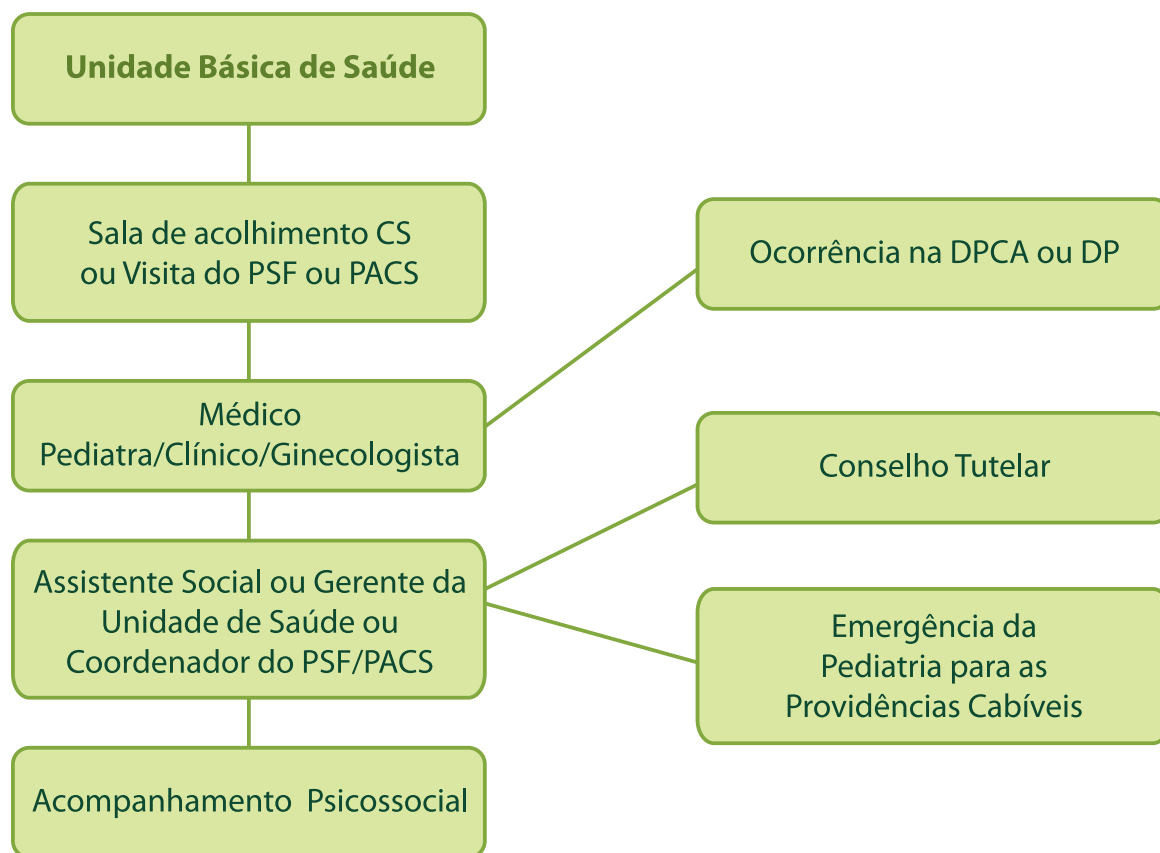 Unidade Básica de Saúde
Sala de acolhimento CS
ou Visita do PSF ou PACS
Ocorrência na DPCA ou DP
Médico
Pediatra/Clínico/Ginecologista
Conselho Tutelar
Assistente Social ou Gerente da
Unidade de Saúde ou
Coordenador do PSF/PACS
Emergência da
Pediatria para as
Providências Cabíveis
Acompanhamento Psicossocial